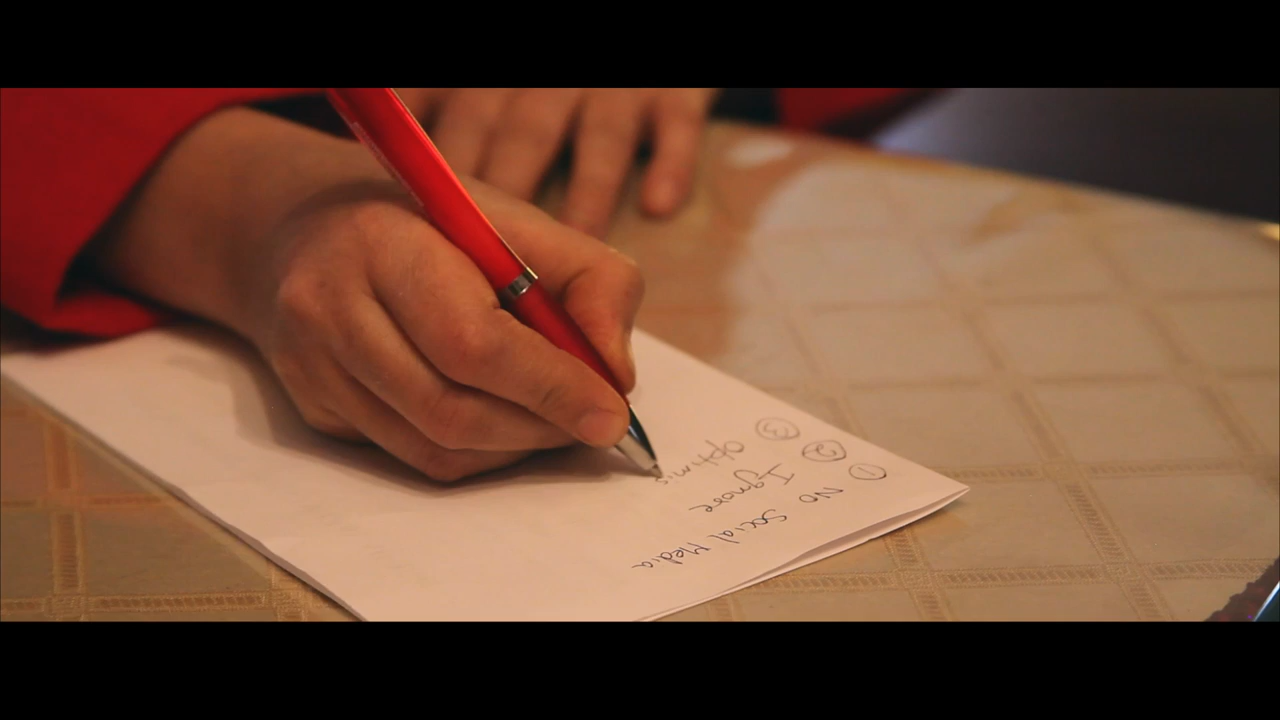 ① No Social Media
② Ignore
③ Optimis